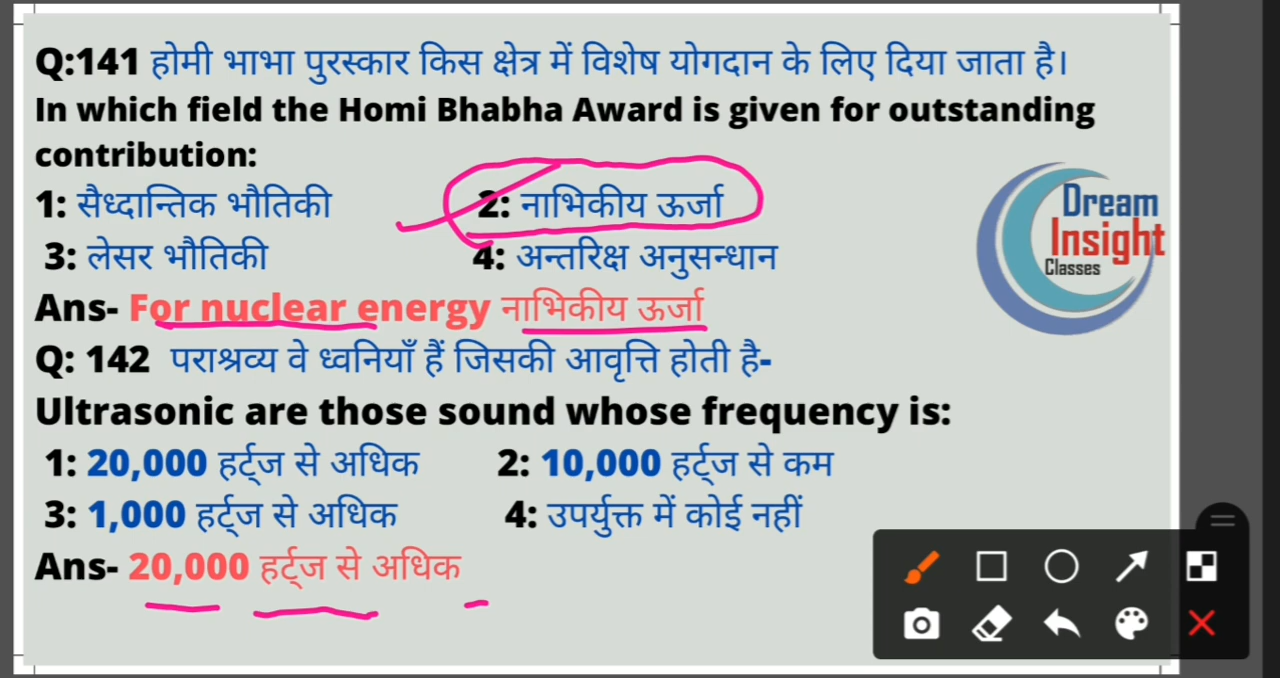 Q:141 होमी भाभा पुरस्कार किस क्षेत्र में विशेष योगदान के लिए दिया जाता है।
In which field the Homi Bhabha Award is given for outstanding
contribution:
1: सैध्दान्तिक भौतिकी 2: नाभिकीय ऊर्जा
3: लेसर भौतिकी 4: अन्तरिक्ष अनुसन्धान
Ans- For nuclear energy नाभिकीय ऊर्जा
Q: 142 पराश्रव्य वे ध्वनियाँ हैं जिसकी आवृत्ति होती है-
Ultrasonic are those sound whose frequency is:
1: 20,000 हर्ट्ज से अधिक 2: 10,000 हर्ट्ज से कम
3: 1,000 हर्ट्ज से अधिक 4: उपर्युक्त में कोई नहीं
Ans- 20,000 हर्ट्ज से अधिक
Dream
Insight
Classes